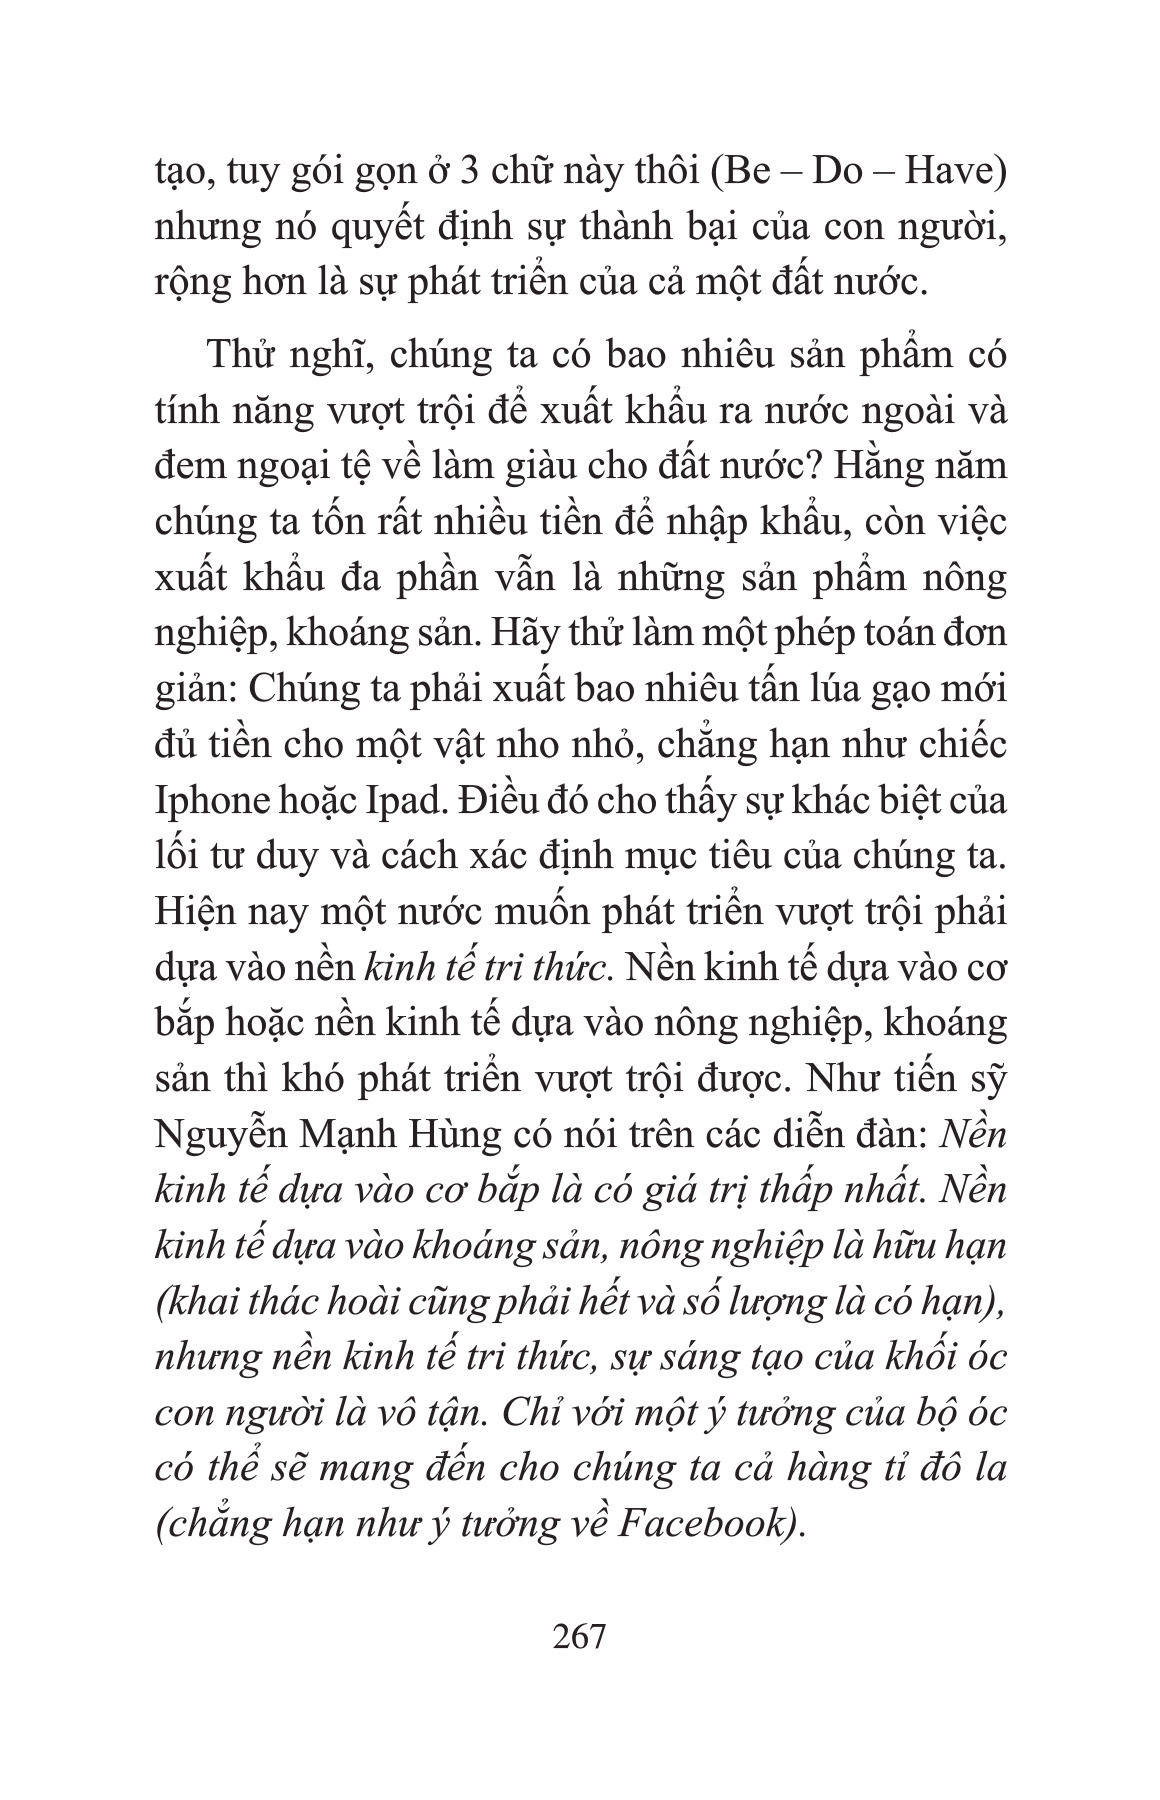 tạo, tuy gói gọn ở 3 chữ này thôi (Be – Do – Have)
nhưng nó quyết định sự thành bại của con người,
rộng hơn là sự phát triển của cả một đất nước.
Thử nghĩ, chúng ta có bao nhiêu sản phẩm có
tính năng vượt trội để xuất khẩu ra nước ngoài và
đem ngoại tệ về làm giàu cho đất nước? Hằng năm
chúng ta tốn rất nhiều tiền để nhập khẩu, còn việc
xuất khẩu đa phần vẫn là những sản phẩm nông
nghiệp, khoáng sản. Hãy thử làm một phép toán đơn
giản: Chúng ta phải xuất bao nhiêu tấn lúa gạo mới
đủ tiền cho một vật nho nhỏ, chẳng hạn như chiếc
Iphone hoặc Ipad. Điều đó cho thấy sự khác biệt của
lối tư duy và cách xác định mục tiêu của chúng ta.
Hiện nay một nước muốn phát triển vượt trội phải
dựa vào nền kinh tế tri thức. Nền kinh tế dựa vào cơ
bắp hoặc nền kinh tế dựa vào nông nghiệp, khoáng
sản thì khó phát triển vượt trội được. Như tiến sỹ
Nguyễn Mạnh Hùng có nói trên các diễn đàn: Nền
kinh tế dựa vào cơ bắp là có giá trị thấp nhất. Nền
kinh tế dựa vào khoáng sản, nông nghiệp là hữu hạn
(khai thác hoài cũng phải hết và số lượng là có hạn),
nhưng nền kinh tế tri thức, sự sáng tạo của khối óc
con người là vô tận. Chỉ với một ý tưởng của bộ óc
có thể sẽ mang đến cho chúng ta cả hàng tỉ đô la
(chẳng hạn như ý tưởng về Facebook).
267